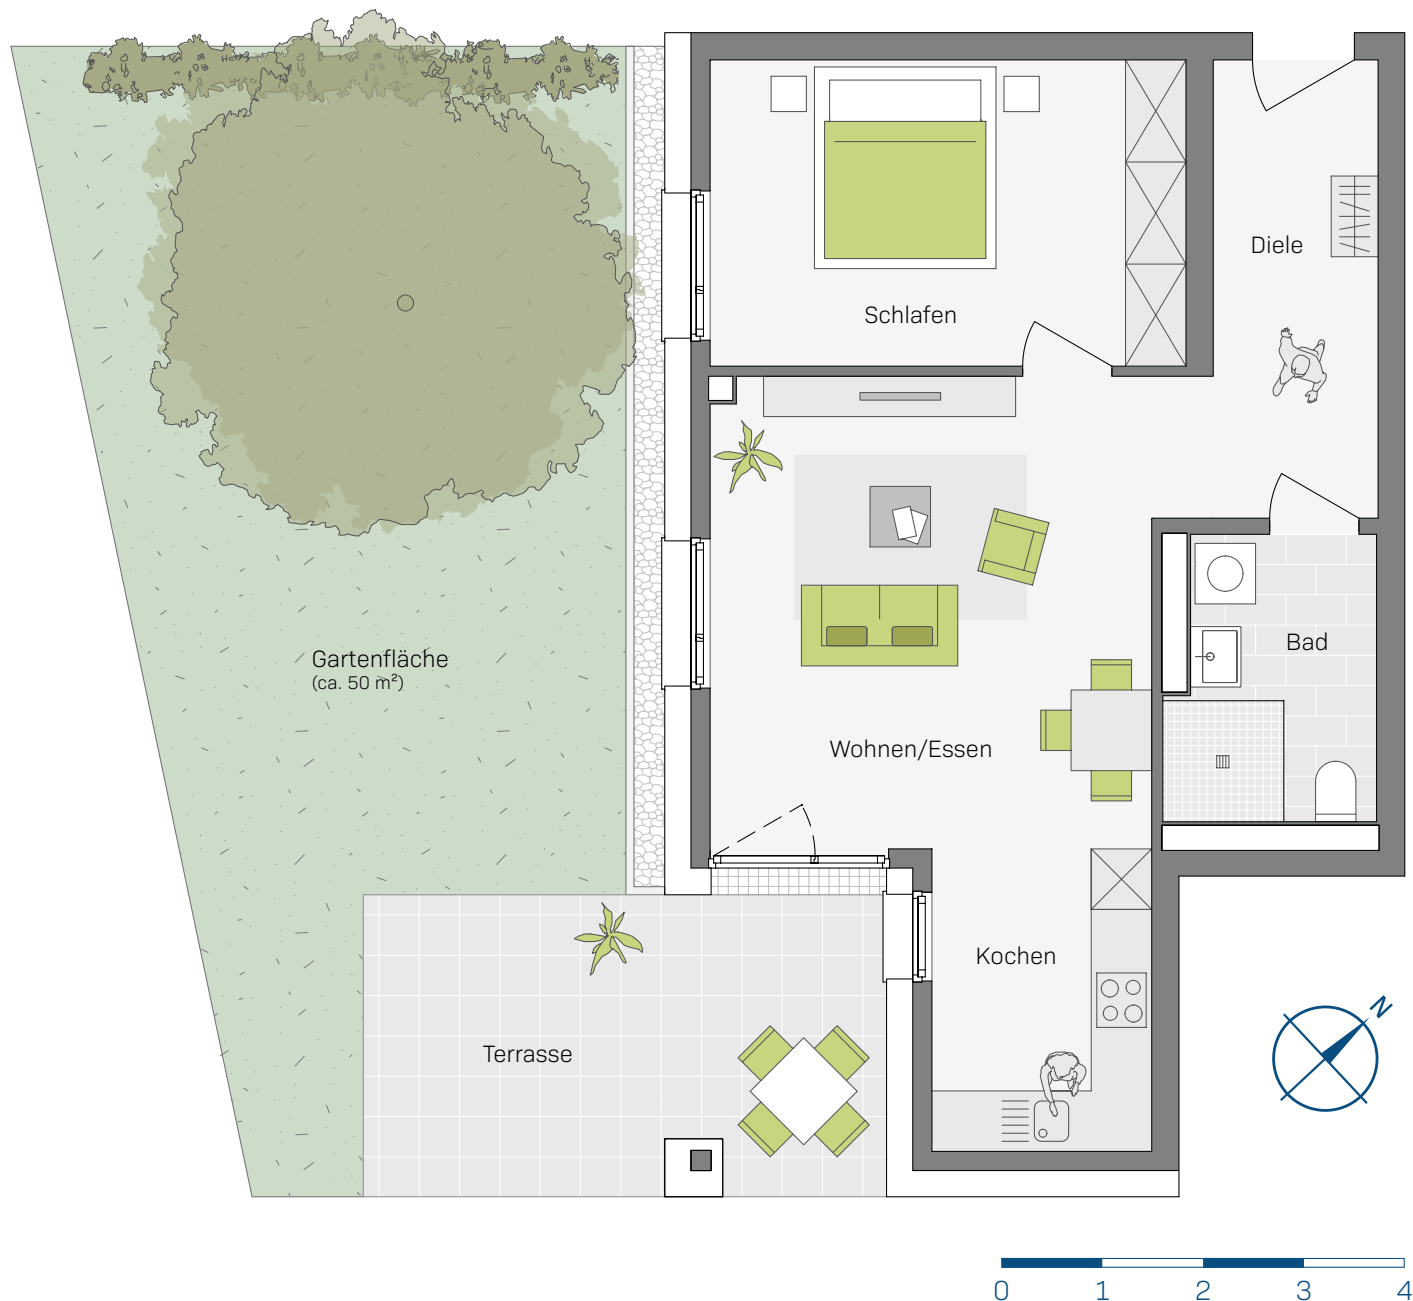 Diele
Schlafen
Bad
Gartenfläche
(ca. 50 m²)
Wohnen/Essen
Kochen
Terrasse
N
0 1 2 3 4